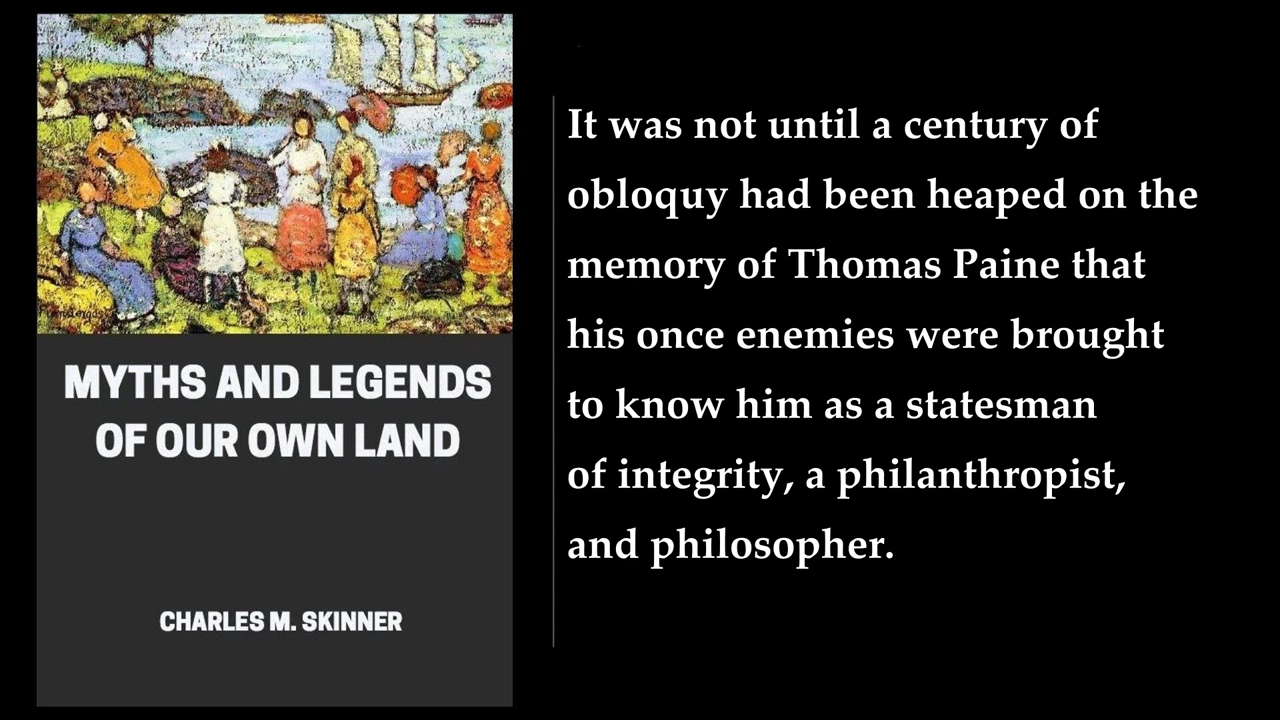 MYTHS AND LEGENDS
OF OUR OWN LAND
CHARLES M. SKINNER
It was not until a century of
obloquy had been heaped on the
memory of Thomas Paine that
his once enemies were brought
to know him as a statesman
of integrity, a philanthropist,
and philosopher.